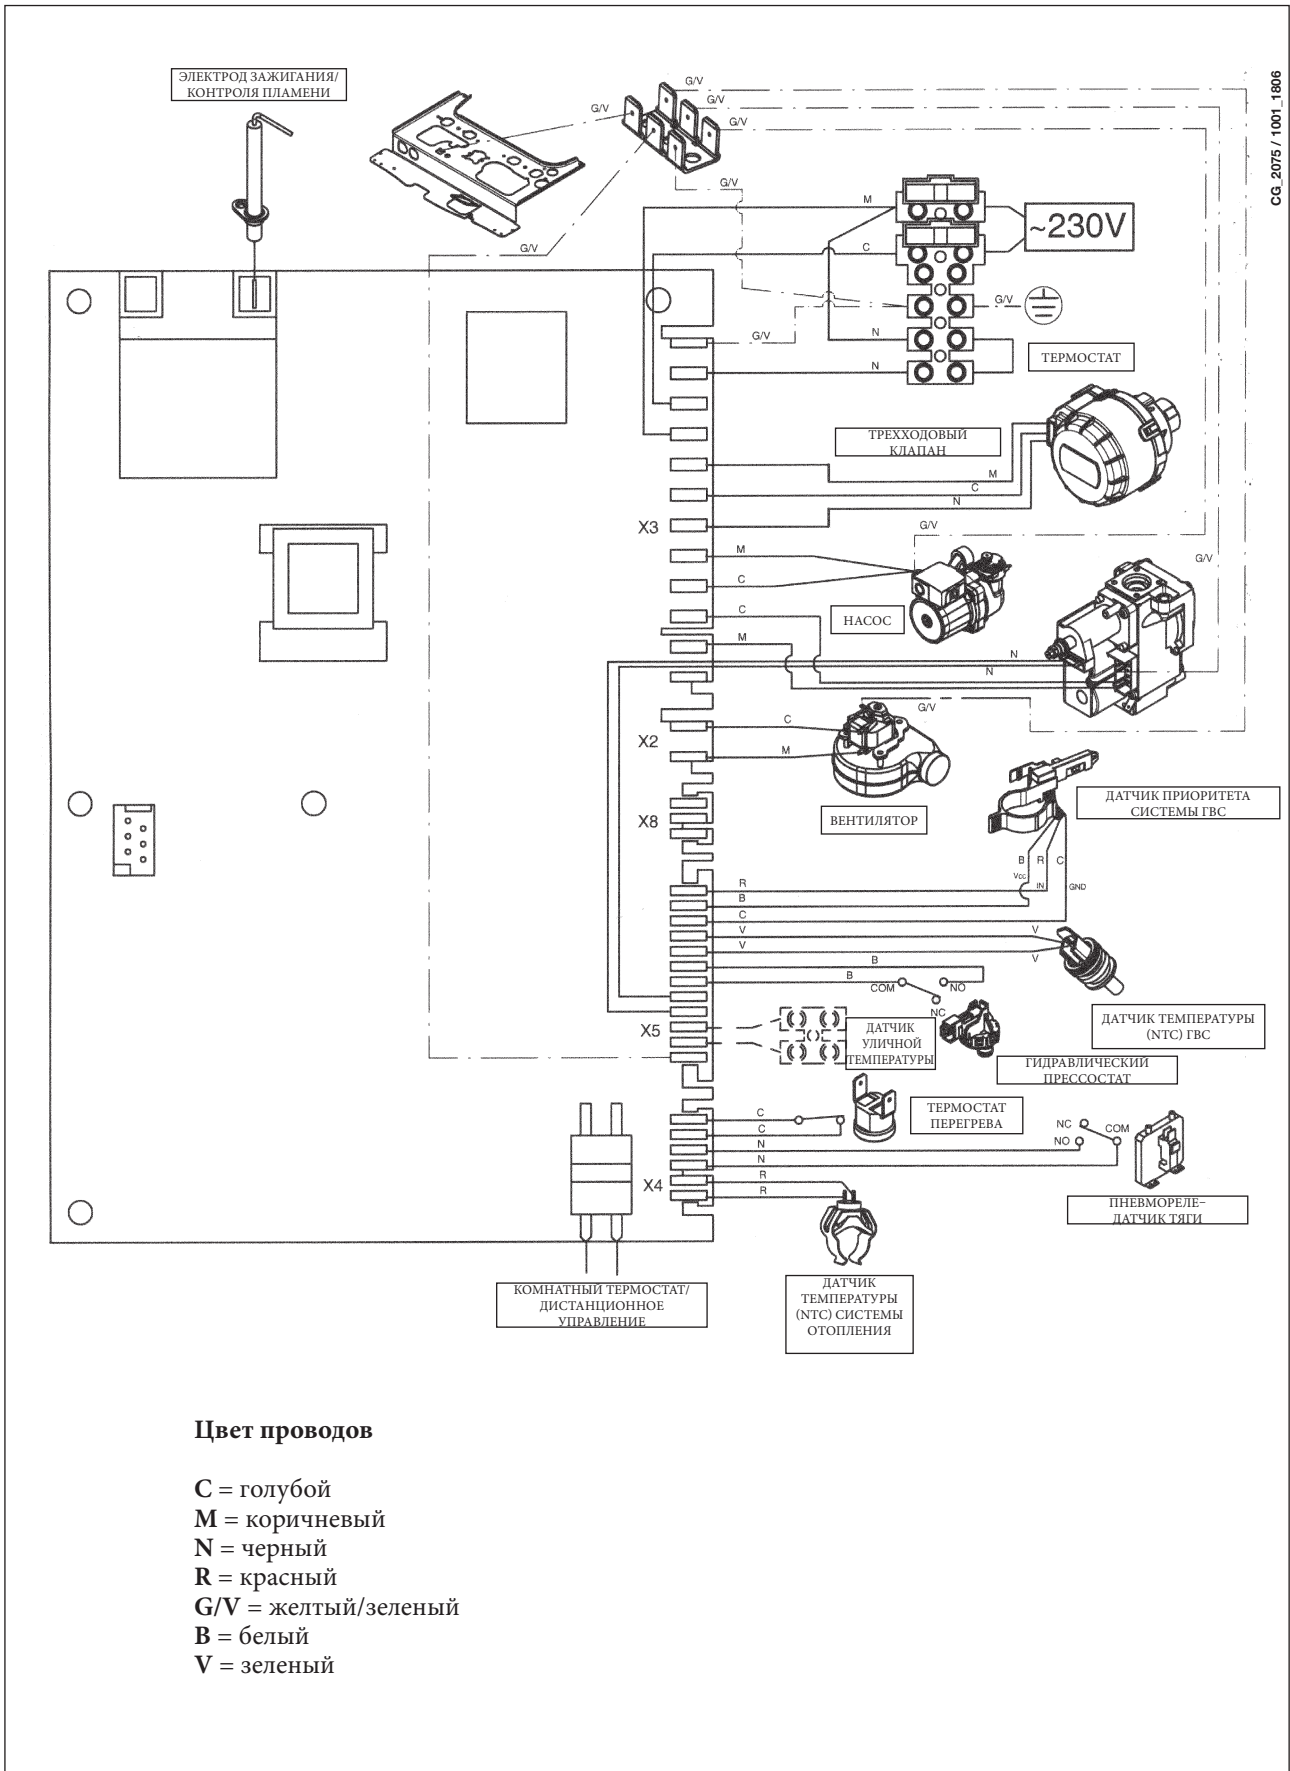 ЭЛЕКТРОД ЗАЖИГАНИЯ/
КОНТРОЛЯ ПЛАМЕНИ
CG_2075 / 1001_1806
G/V
G/V
G/V
G/V
G/V
G/V
M
~230V
C
G/V
G/V
N
N
ТЕРМОСТАТ
ТРЕХХОДОВЫЙ
КЛАПАН
M
C
N
X3
G/V
G/V
M
C
C
НАСОС
M
N
N
G/V
X2
C
M
ВЕНТИЛЯТОР
ДАТЧИК ПРИОРИТЕТА
СИСТЕМЫ ГВС
X8
B R C
Vcc
IN
GND
R
B
C
V
V
V
V
B
B
COM
NO
NC
X5
ДАТЧИК
УЛИЧНОЙ
ТЕМПЕРАТУРЫ
ДАТЧИК ТЕМПЕРАТУРЫ
(NTC) ГВС
ГИДРАВЛИЧЕСКИЙ
ПРЕССОСТАТ
ТЕРМОСТАТ
ПЕРЕГРЕВА
C
C
N
N
R
R
X4
NC
NO
COM
ПНЕВМОРЕЛЕ–
ДАТЧИК ТЯГИ
КОМНАТНЫЙ ТЕРМОСТАТ/
ДИСТАНЦИОННОЕ
УПРАВЛЕНИЕ
ДАТЧИК
ТЕМПЕРАТУРЫ
(NTC) СИСТЕМЫ
ОТОПЛЕНИЯ
Цвет проводов
C = голубой
M = коричневый
N = черный
R = красный
G/V = желтый/зеленый
B = белый
V = зеленый